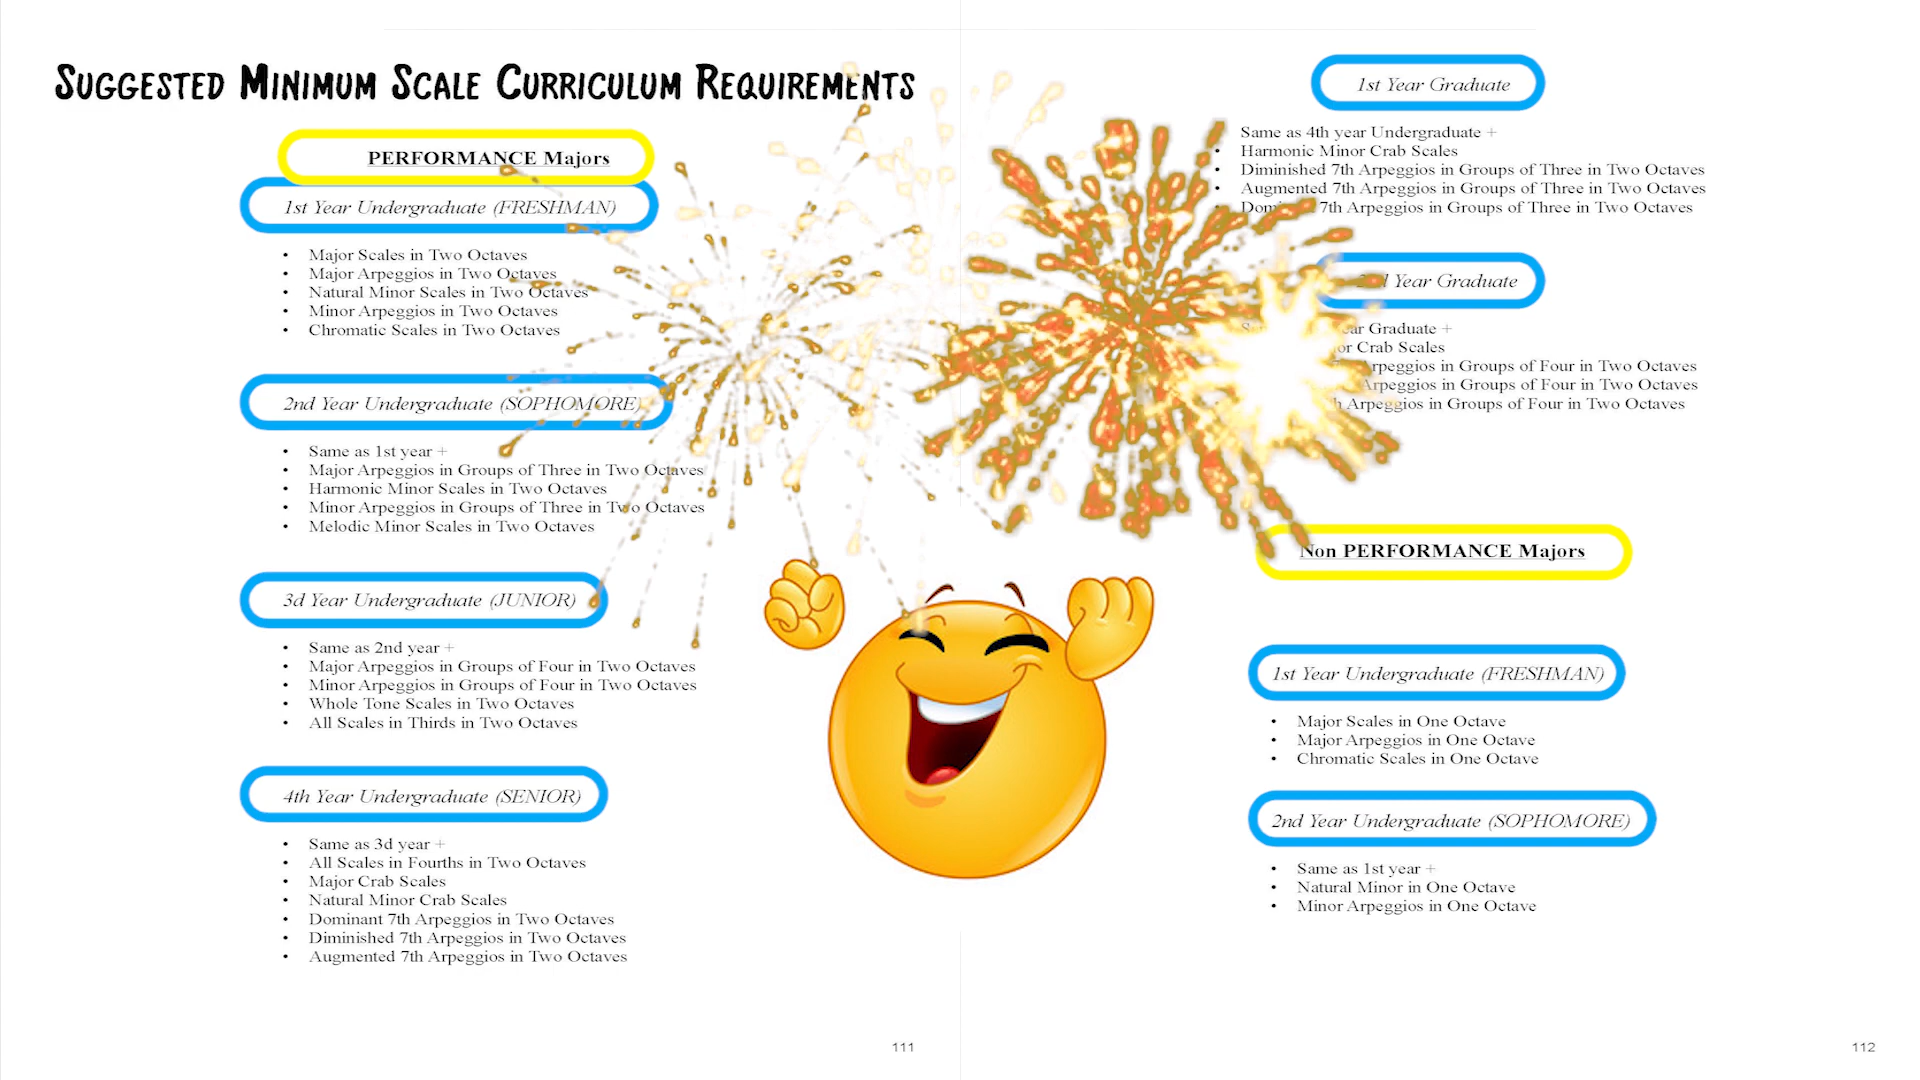 Suggested Minimum Scale Curriculum Requirements
PERFORMANCE Majors
1st Year Undergraduate (FRESHMAN)
• Major Scales in Two Octaves
• Major Arpeggios in Two Octaves
• Natural Minor Scales in Two Octaves
• Minor Arpeggios in Two Octaves
• Chromatic Scales in Two Octaves
2nd Year Undergraduate (SOPHOMORE)
• Same as 1st year +
• Major Arpeggios in Groups of Three in Two Octaves
• Harmonic Minor Scales in Two Octaves
• Minor Arpeggios in Groups of Three in Two Octaves
• Melodic Minor Scales in Two Octaves
3d Year Undergraduate (JUNIOR)
• Same as 2nd year +
• Major Arpeggios in Groups of Four in Two Octaves
• Minor Arpeggios in Groups of Four in Two Octaves
• Whole Tone Scales in Two Octaves
• All Scales in Thirds in Two Octaves
4th Year Undergraduate (SENIOR)
• Same as 3d year +
• All Scales in Fourths in Two Octaves
• Major Crab Scales
• Natural Minor Crab Scales
• Dominant 7th Arpeggios in Two Octaves
• Diminished 7th Arpeggios in Two Octaves
• Augmented 7th Arpeggios in Two Octaves
111
1st Year Graduate
Same as 4th year Undergraduate +
• Harmonic Minor Crab Scales
• Diminished 7th Arpeggios in Groups of Three in Two Octaves
• Augmented 7th Arpeggios in Groups of Three in Two Octaves
7th Arpeggios in Groups of Three in Two Octaves
Year Graduate
Graduate +
Crab Scales
Arpeggios in Groups of Four in Two Octaves
Arpeggios in Groups of Four in Two Octaves
Arpeggios in Groups of Four in Two Octaves
Non PERFORMANCE Majors
1st Year Undergraduate (FRESHMAN)
• Major Scales in One Octave
• Major Arpeggios in One Octave
• Chromatic Scales in One Octave
2nd Year Undergraduate (SOPHOMORE)
• Same as 1st year +
• Natural Minor in One Octave
• Minor Arpeggios in One Octave
112